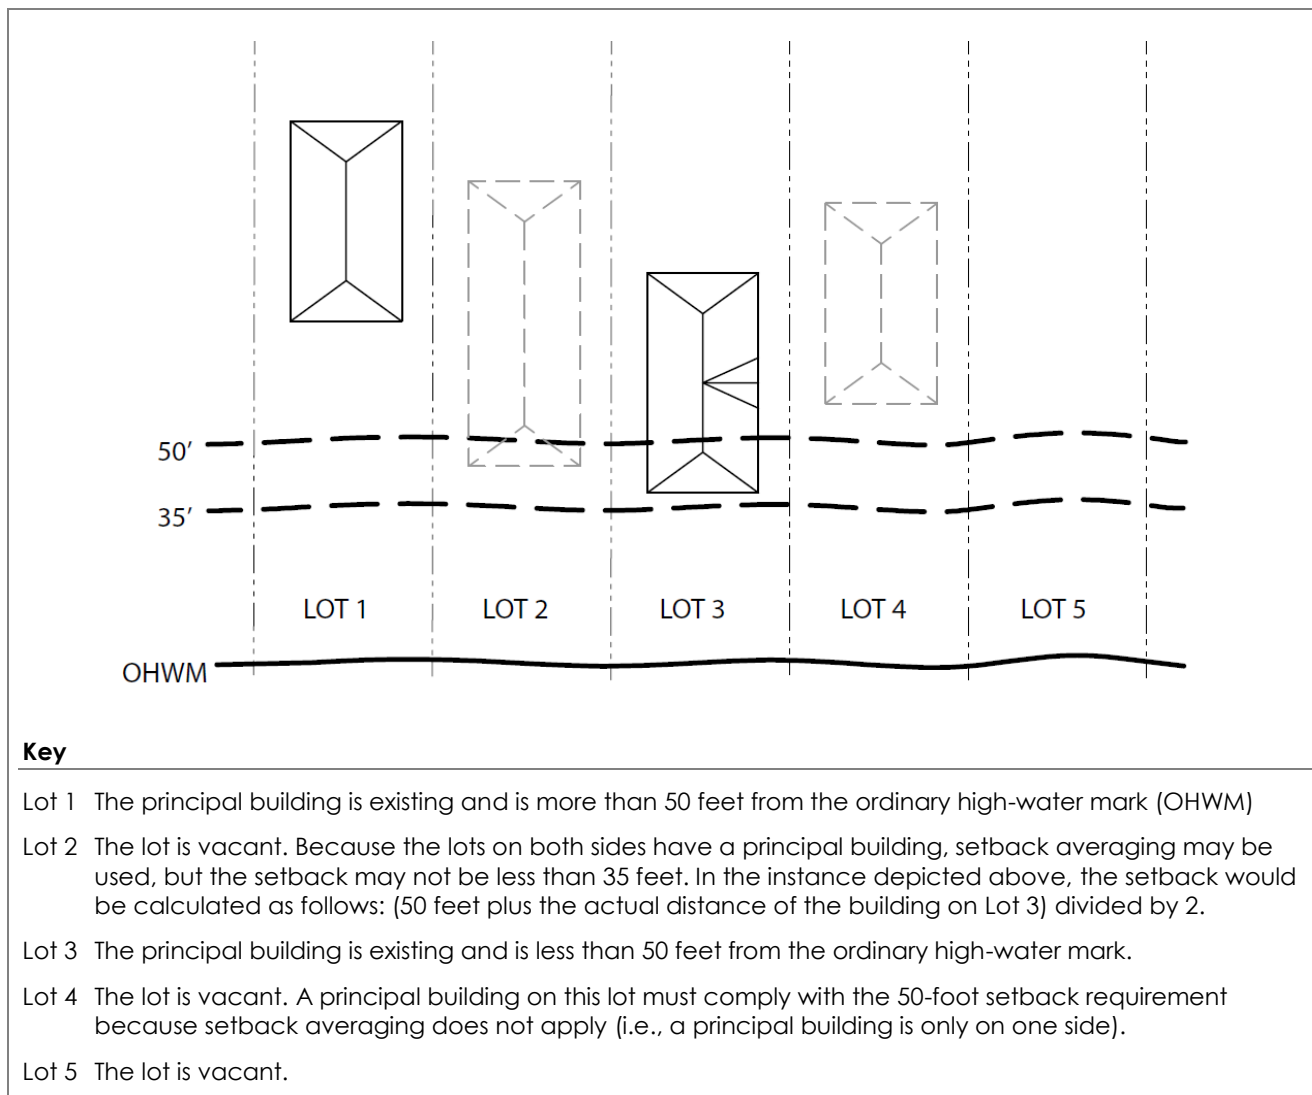 50’
35’
LOT 1
LOT 2
LOT 3
LOT 4
LOT 5
OHWM
Key
Lot 1 The principal building is existing and is more than 50 feet from the ordinary high-water mark (OHWM)
Lot 2 The lot is vacant. Because the lots on both sides have a principal building, setback averaging may be
used, but the setback may not be less than 35 feet. In the instance depicted above, the setback would
be calculated as follows: (50 feet plus the actual distance of the building on Lot 3) divided by 2.
Lot 3 The principal building is existing and is less than 50 feet from the ordinary high-water mark.
Lot 4 The lot is vacant. A principal building on this lot must comply with the 50-foot setback requirement
because setback averaging does not apply (i.e., a principal building is only on one side).
Lot 5 The lot is vacant.